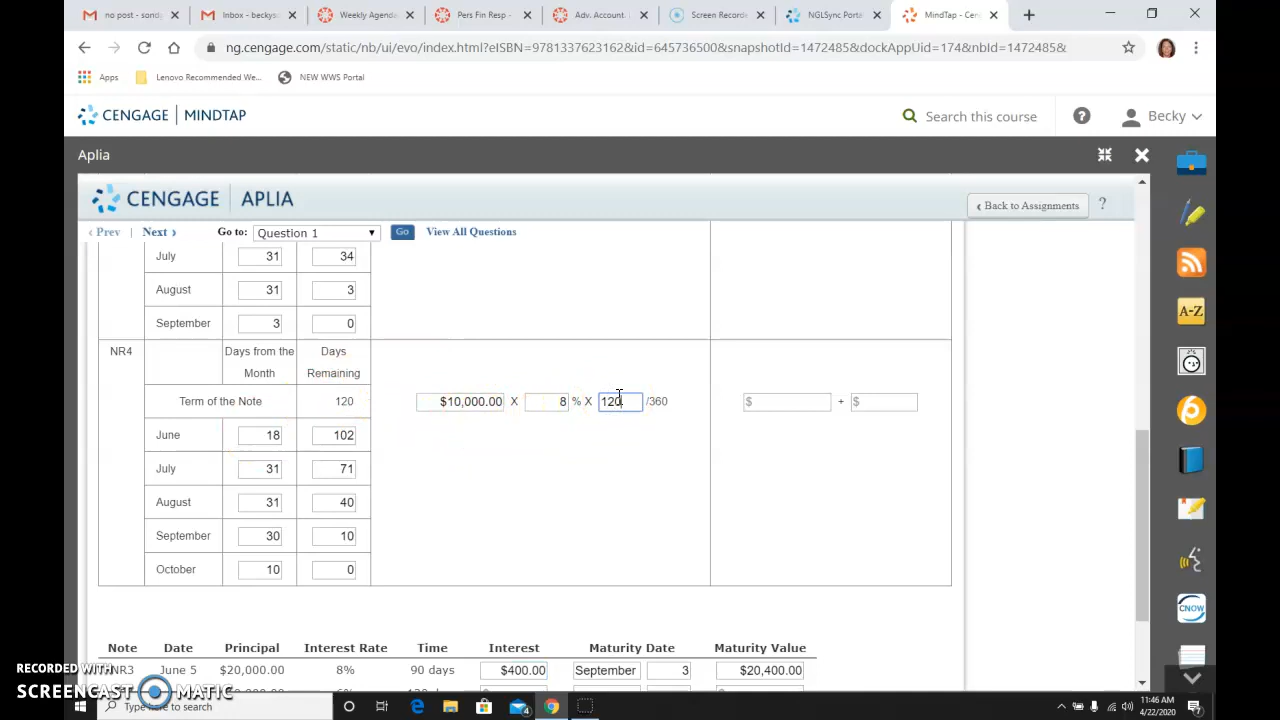 no post - sond
Inbox - beckys
Weekly Agenda
Pers Fin Resp -
Adv. Account.
Screen Record
NGLSync Porta
MindTap - Cen
ng.cengage.com/static/nb/ui/evo/index.html?eISBN=9781337623162&id=645736500&snapshotId=1472485&dockAppUid=174&nbId=1472485&
Apps
Lenovo Recommended We...
NEW WWS Portal
CENGAGE | MINDTAP
Search this course
Becky
Aplia
CENGAGE | APLIA
Back to Assignments
?
Prev | Next
Go to: Question 1
Go
View All Questions
July 31 34
August 31 3
September 3 0
NR4
Days from the Month
Days Remaining
Term of the Note 120
$10,000.00 X 8 % X 120 /360
$ + $
June 18 102
July 31 71
August 31 40
September 30 10
October 10 0
Note Date Principal Interest Rate Time Interest Maturity Date Maturity Value
NR3 June 5 $20,000.00 8% 90 days $400.00 September 3 $20,400.00
A-Z
CNOW
RECORDED WITH
SCREENCAST MATIC
Type here to search
11:46 AM
4/22/2020